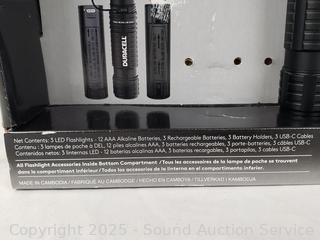 DURACELL
Net Contents: 3 LED Flashlights - 12 AAA Alkaline Batteries, 3 Rechargeable Batteries, 3 Battery Holders, 3 USB-C Cables
Contenu : 3 lampes de poche à DEL, 12 piles alcalines AAA, 3 batteries rechargeables, 3 porte-batteries, 3 câbles USB-C
Contenidos netos: 3 linternas LED - 12 baterías alcalinas AAA, 3 baterías recargables, 3 portapilas, 3 cables USB-C
All Flashlight Accessories Inside Bottom Compartment / Tous les accessoires de la lampe de poche se trouvent
dans le compartiment inférieur / Todos los accesorios de la linterna en el compartimento inferior.
MADE IN CAMBODIA / FABRIQUÉ AU CAMBODGE / HECHO EN CAMBOYA / TILLVERKAD I KAMBODJA
Copyright 2025 - Sound Auction Service